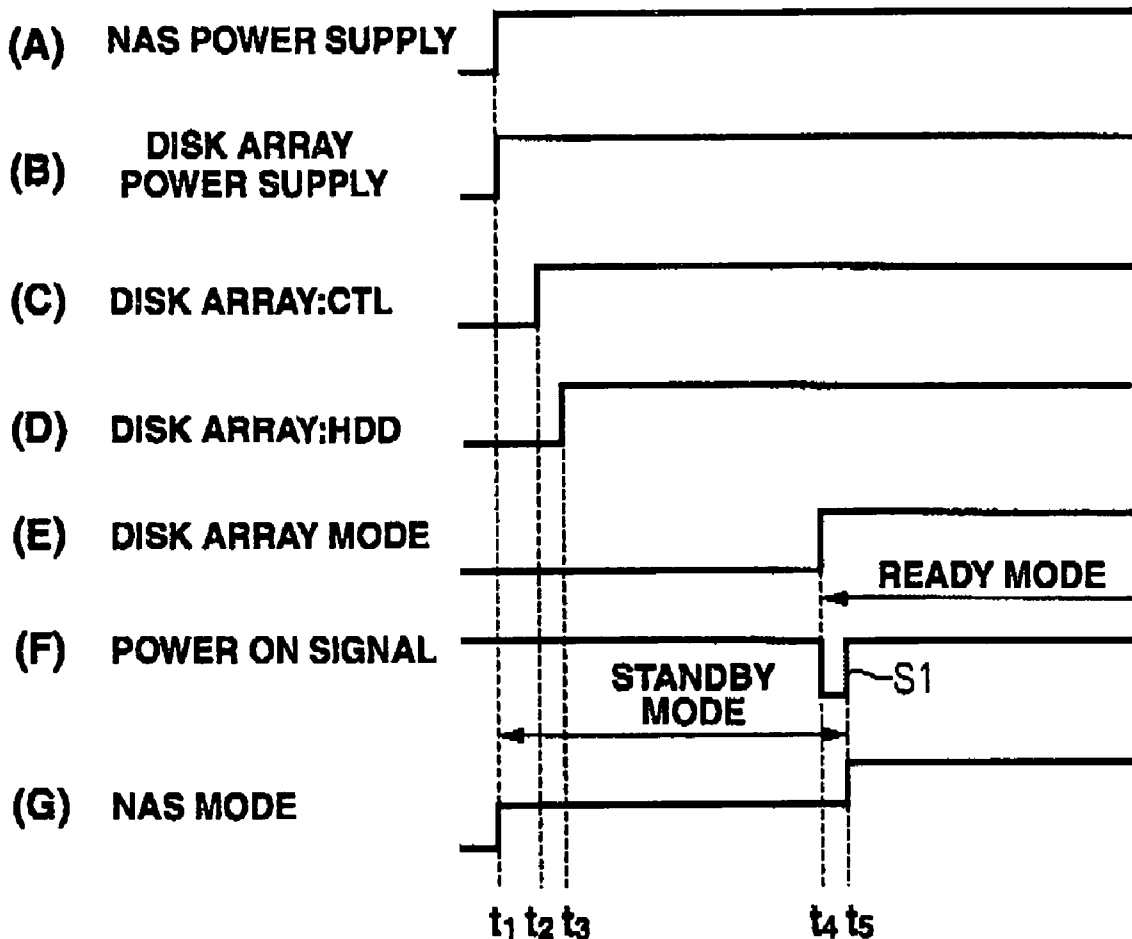 (A) NAS POWER SUPPLY
(B) DISK ARRAY
POWER SUPPLY
(C) DISK ARRAY:CTL
(D) DISK ARRAY:HDD
(E) DISK ARRAY MODE
READY MODE
(F) POWER ON SIGNAL
S1
STANDBY
MODE
(G) NAS MODE
t1 t2 t3 t4 t5